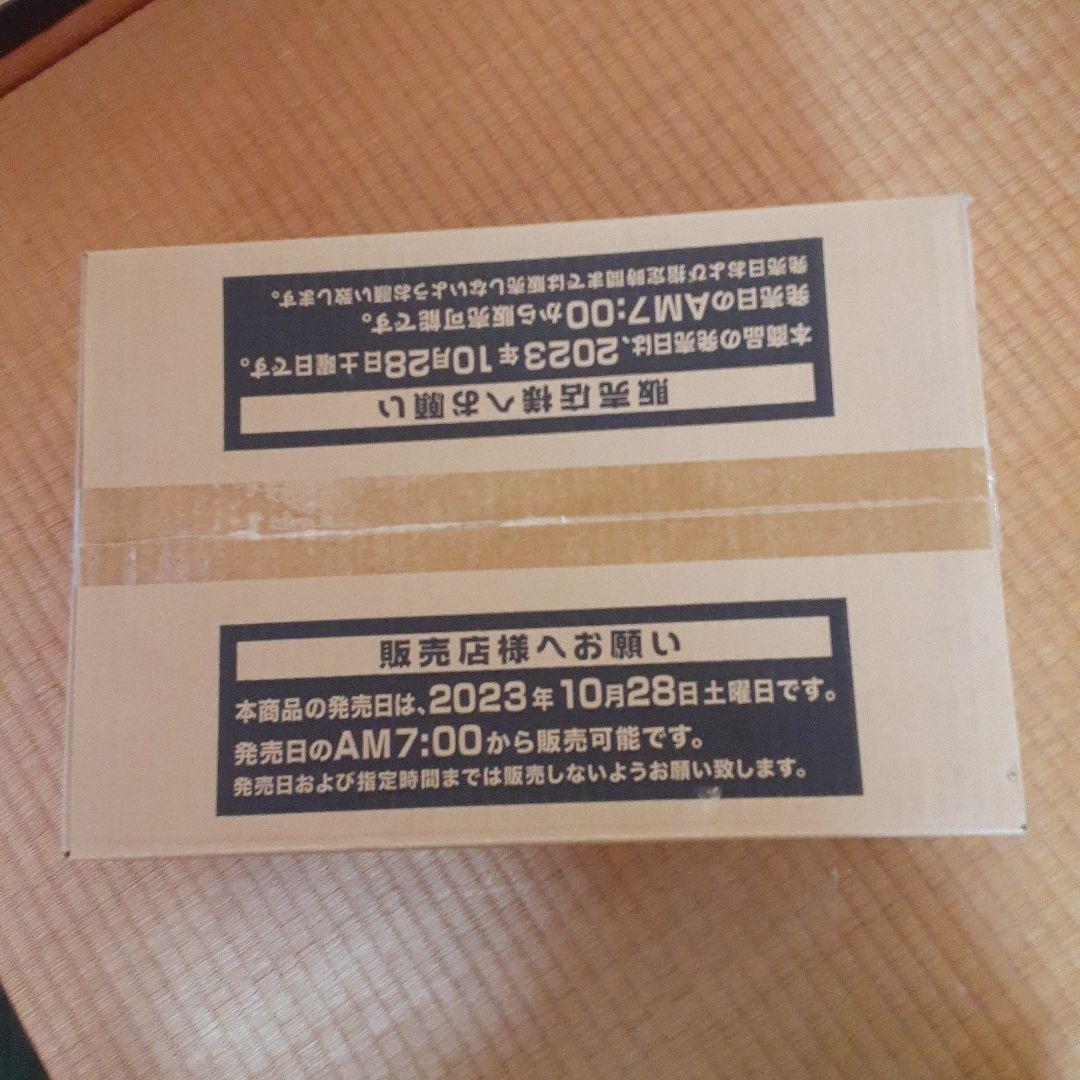 販売店様へお願い
本商品の発売日は、2023年10月28日土曜日です。
発売日のAM7:00から販売可能です。
発売日および指定時間までは販売しないようお願い致します。
販売店様へお願い
本商品の発売日は、2023年10月28日土曜日です。
発売日のAM7:00から販売可能です。
発売日および指定時間までは販売しないようお願い致します。